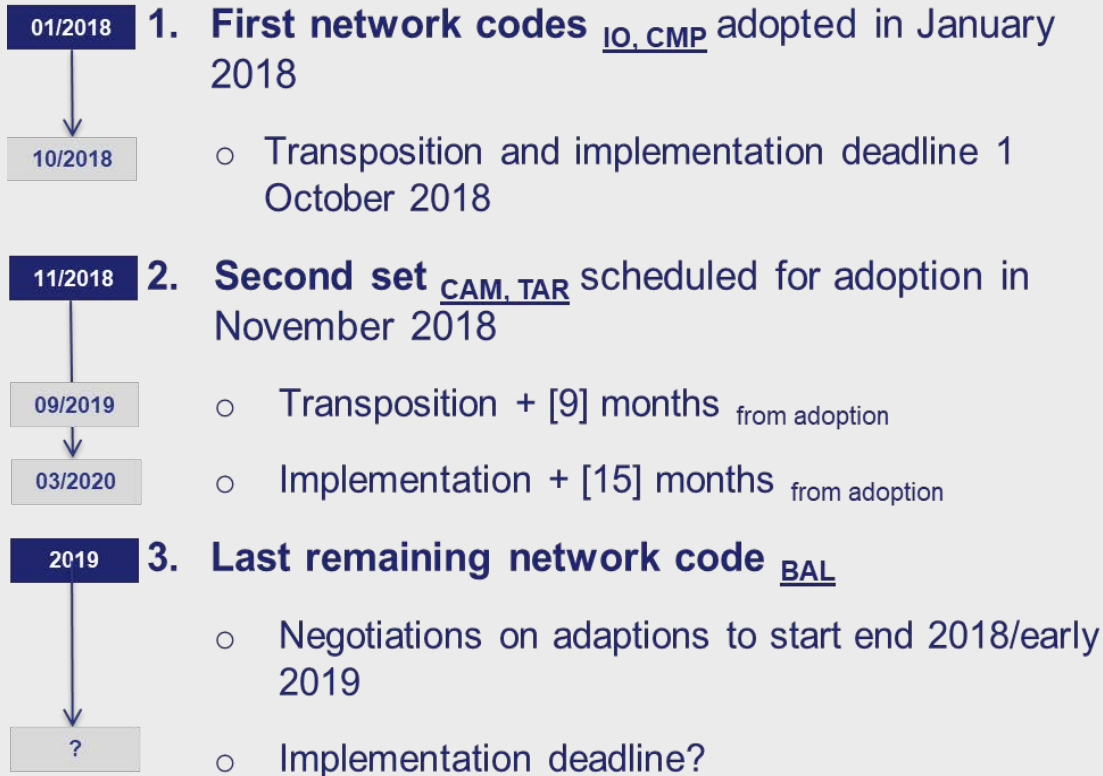 01/2018
1. First network codes IO, CMP adopted in January
2018
10/2018
o Transposition and implementation deadline 1
October 2018
11/2018
2. Second set CAM, TAR scheduled for adoption in
November 2018
09/2019
o Transposition + [9] months from adoption
03/2020
o Implementation + [15] months from adoption
2019
3. Last remaining network code BAL
o Negotiations on adaptions to start end 2018/early
2019
?
o Implementation deadline?